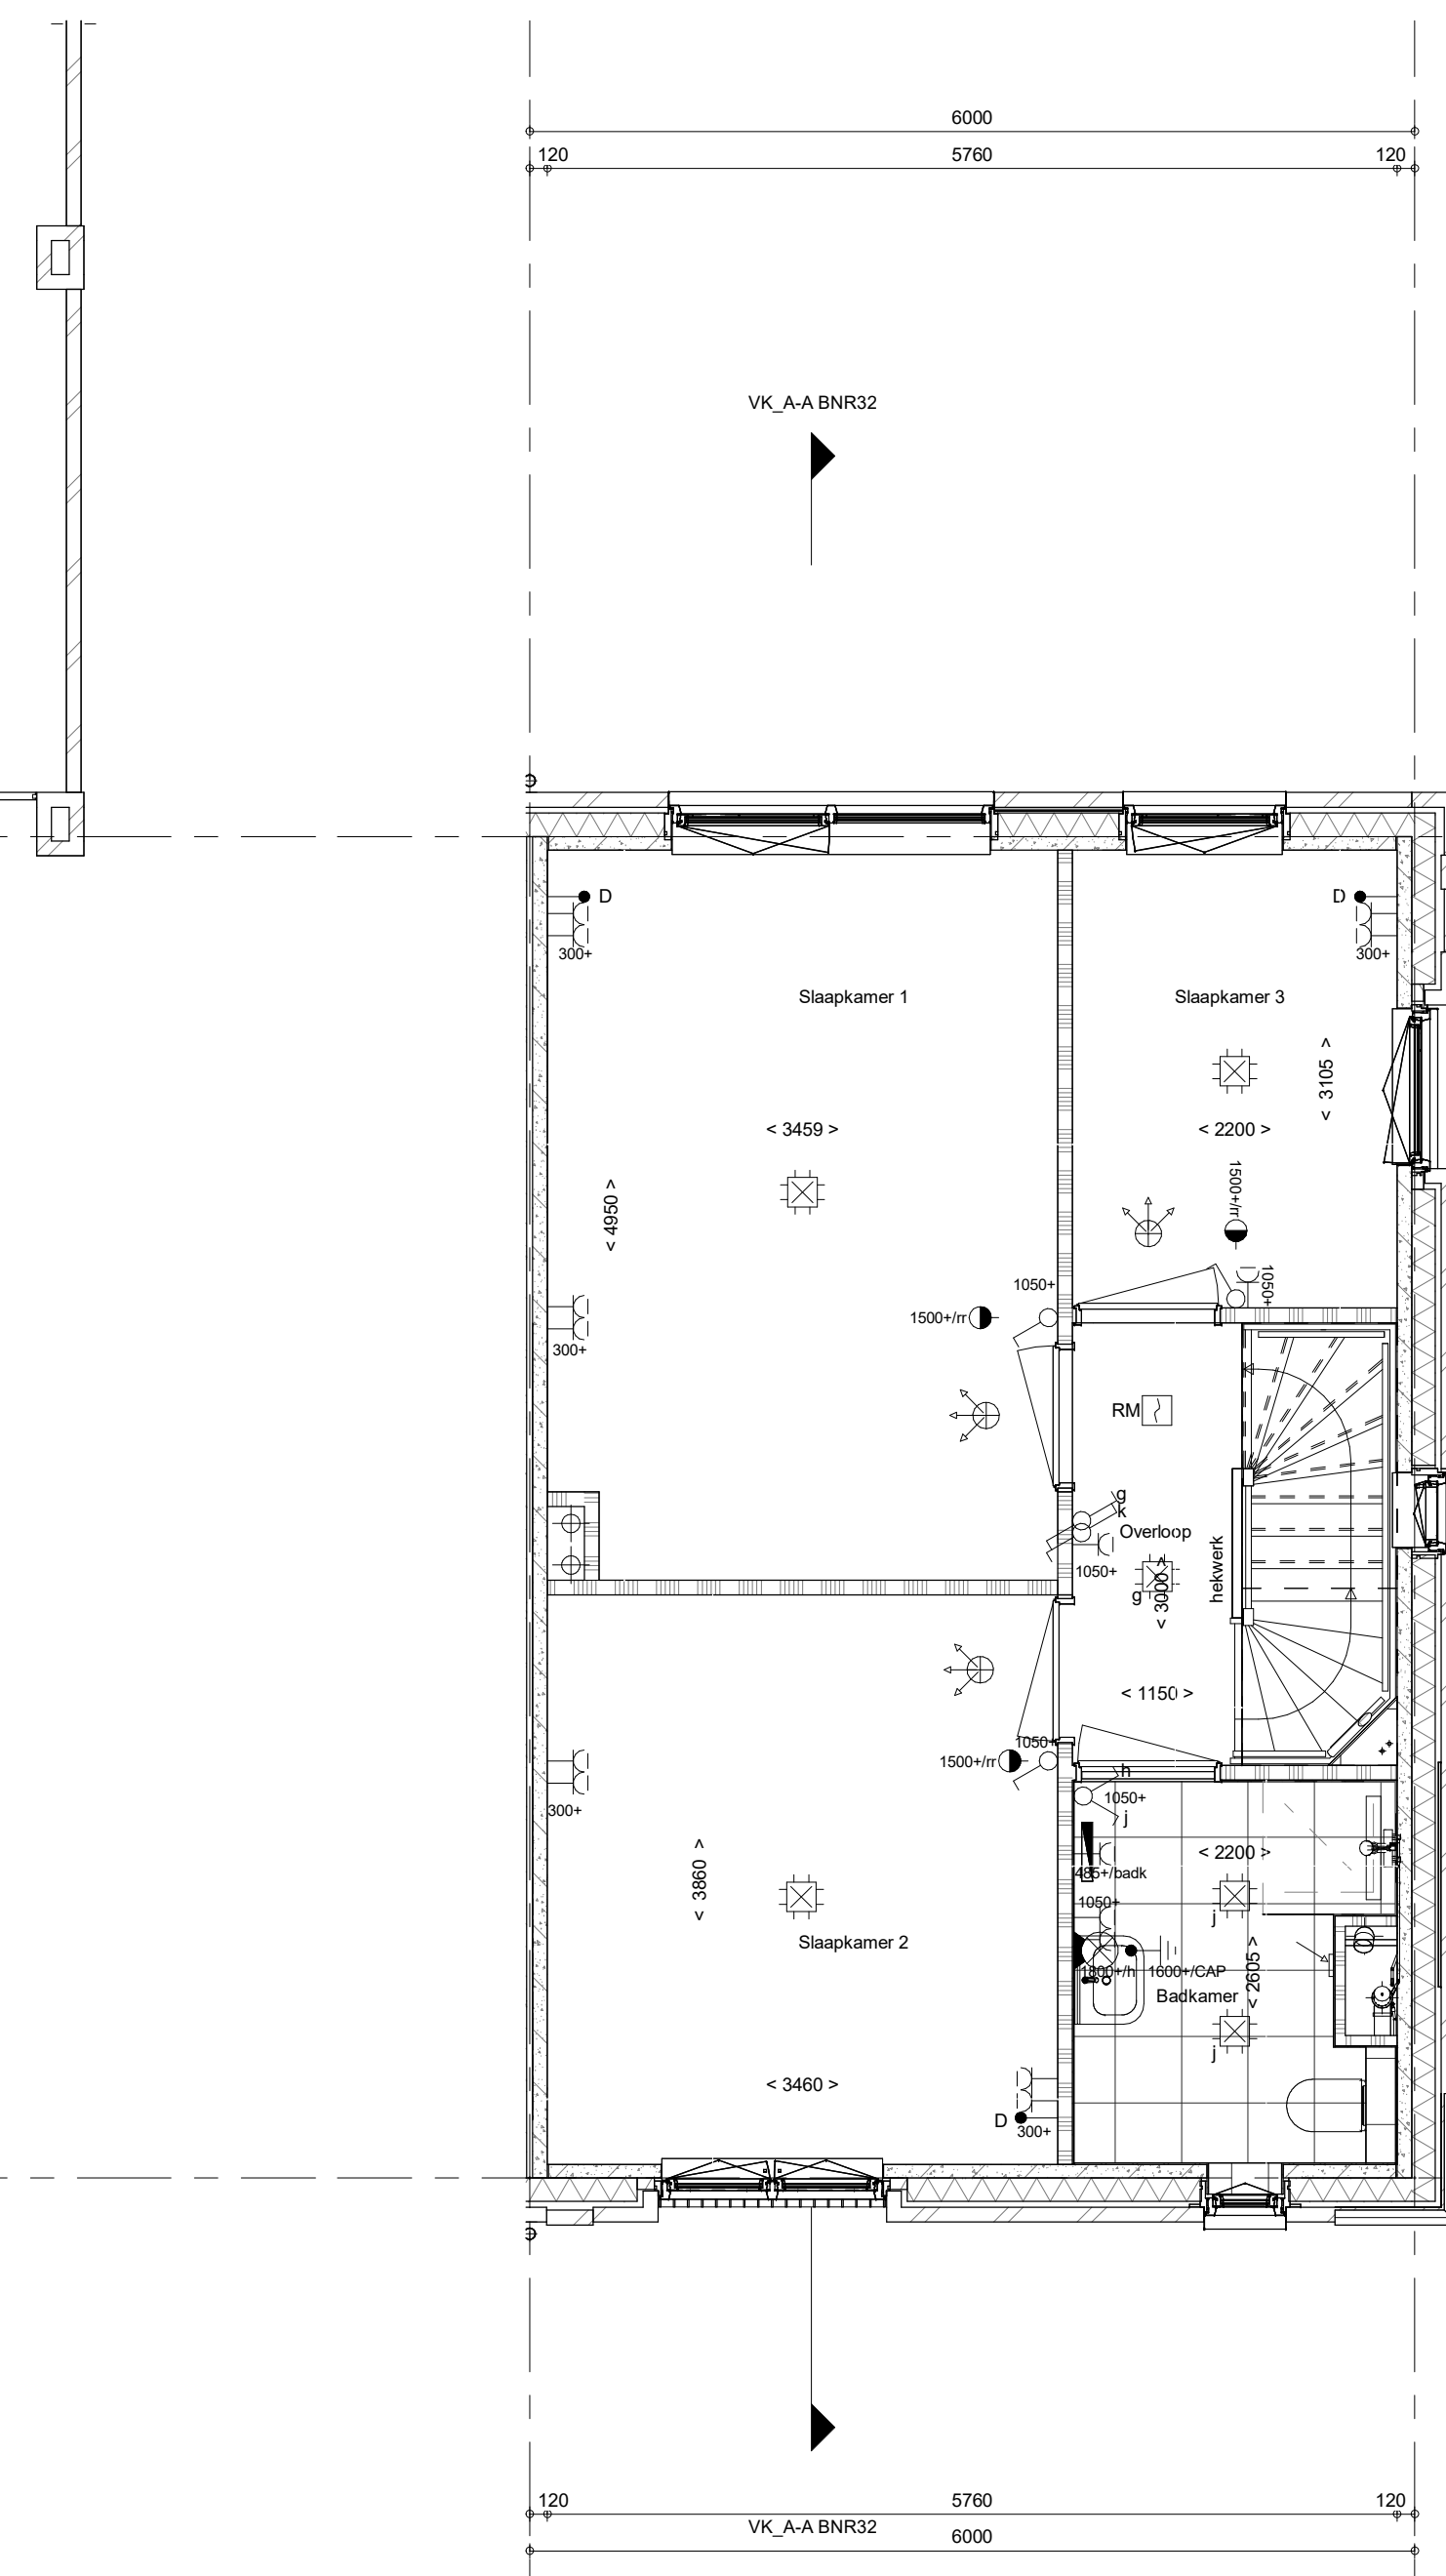 6000
120 5760 120
VK_A-A BNR32
D
300+
D
300+
Slaapkamer 1
Slaapkamer 3
< 3105 >
< 3459 >
< 2200 >
< 4950 >
1500+/rr
1050+
1050+
1500+/rr
300+
RM
g
k
Overloop
1050+
g
< 3000 >
hekwerk
< 1150 >
1050+
1500+/rr
h
1050+
j
300+
< 2200 >
485+/badk
< 3860 >
1050+
j
Slaapkamer 2
1800+/h 1600+/CAP
< 2605 >
Badkamer
j
< 3460 >
D
300+
120 5760 120
VK_A-A BNR32
6000